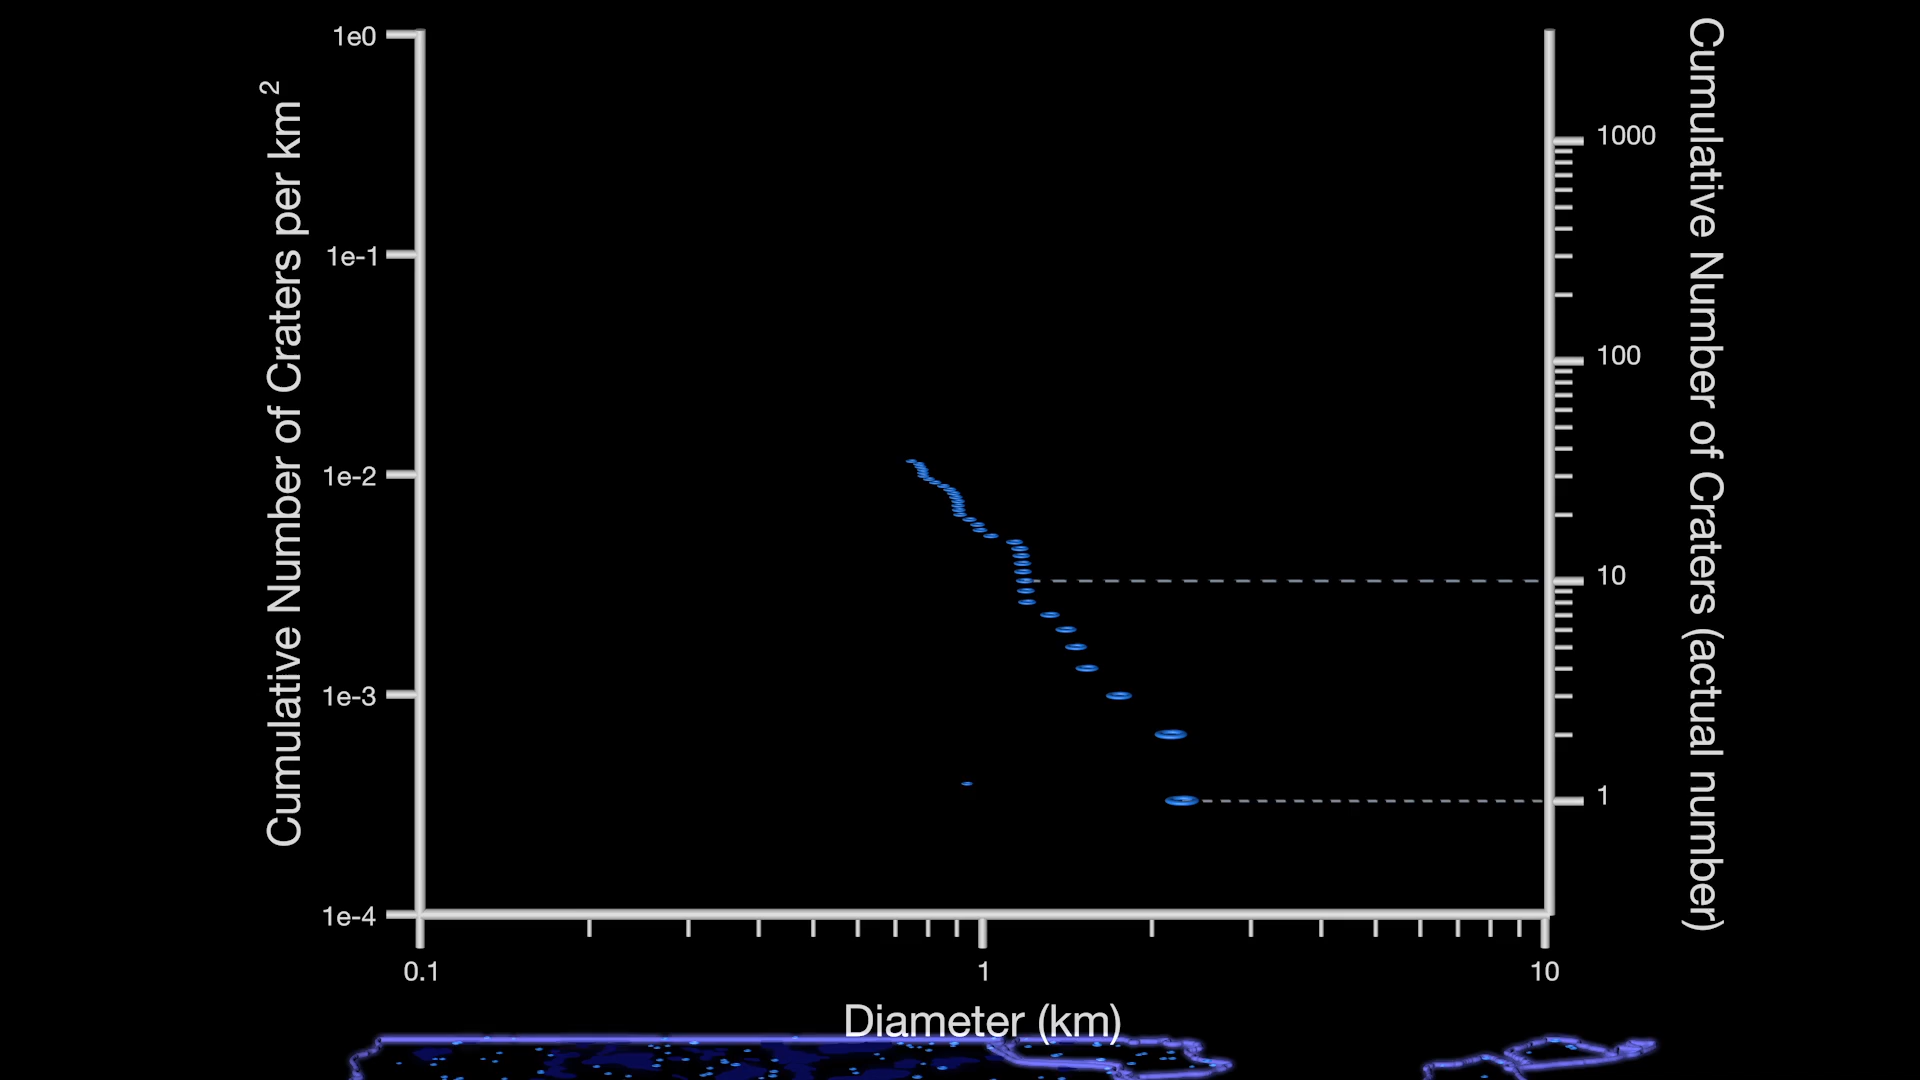 Cumulative Number of Craters per km²
1e0
1e-1
1e-2
1e-3
1e-4
0.1
1
10
Diameter (km)
1000
100
10
1
Cumulative Number of Craters (actual number)